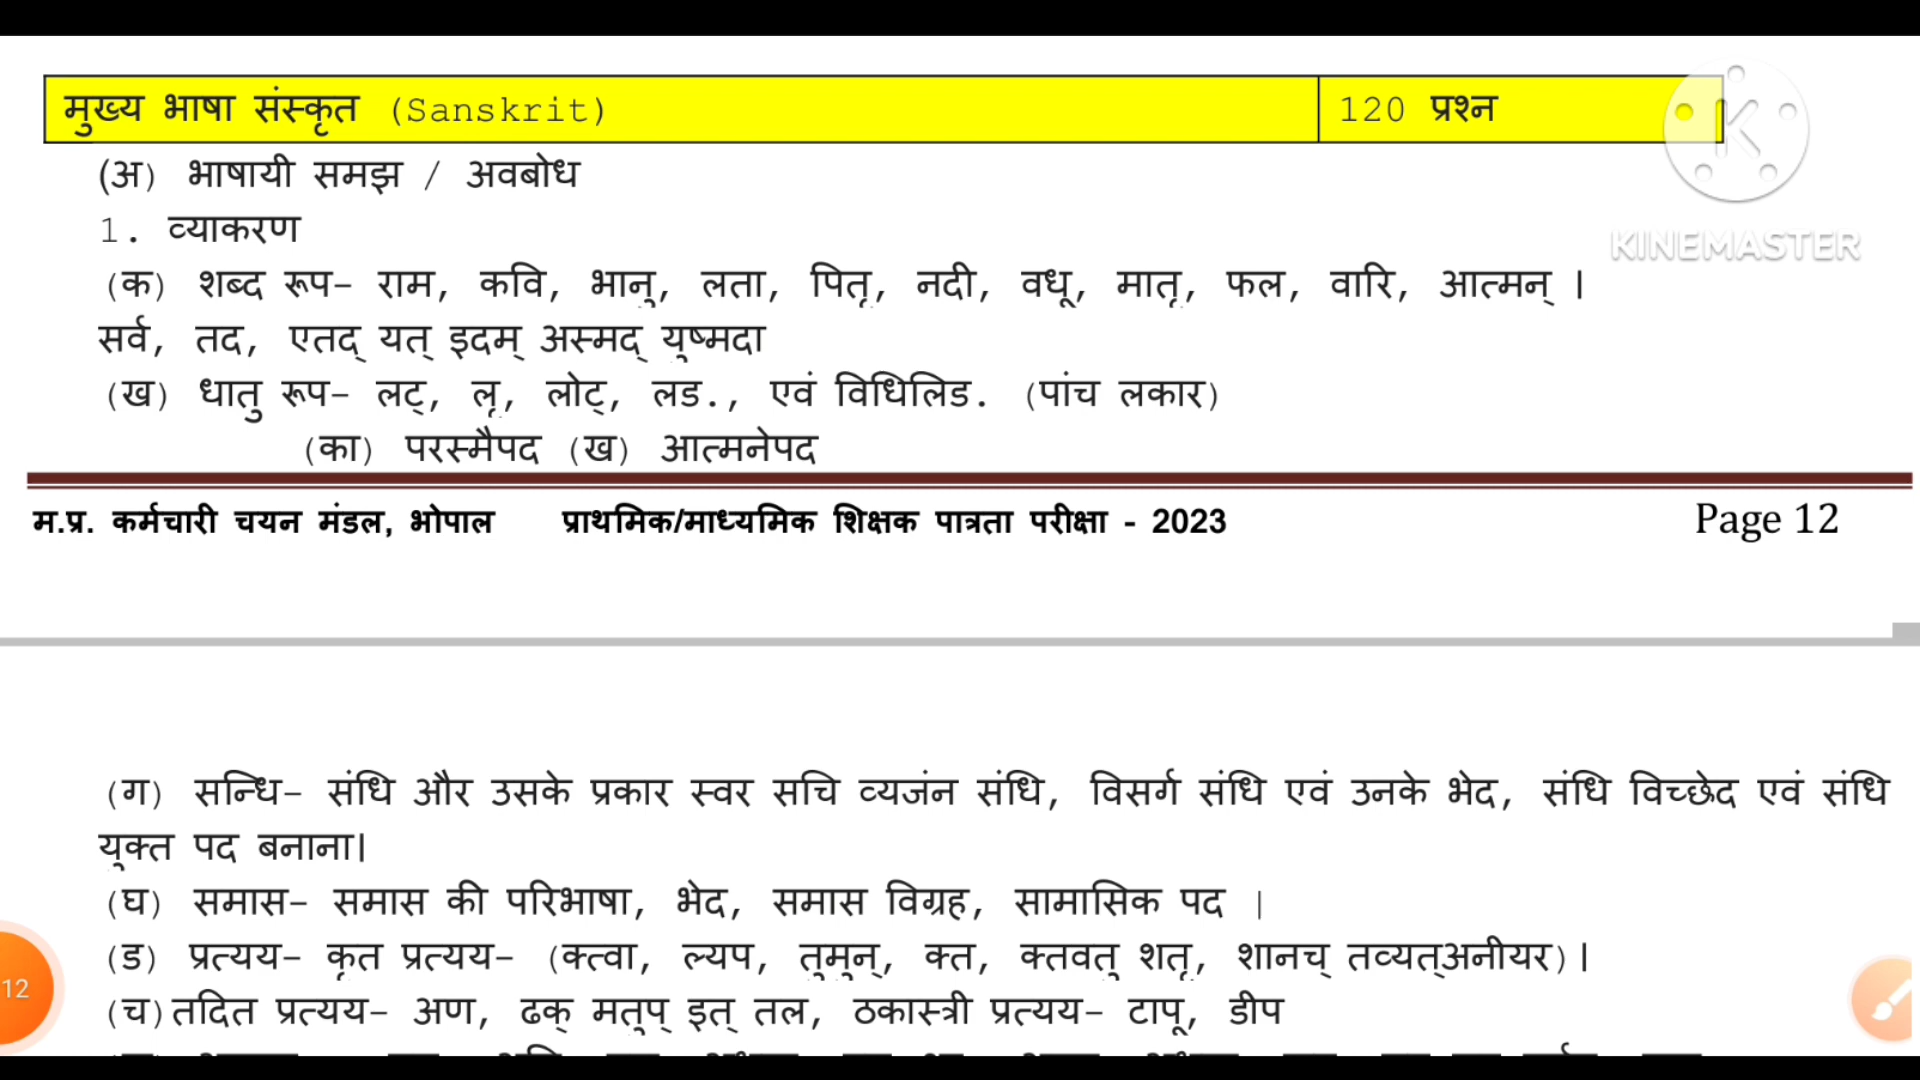 मुख्य भाषा संस्कृत (Sanskrit) 120 प्रश्न
KINEMASTER
(अ) भाषायी समझ / अवबोध
1. व्याकरण
(क) शब्द रूप- राम, कवि, भानु, लता, पितृ, नदी, वधू, मातृ, फल, वारि, आत्मन् ।
सर्व, तद, एतद् यत् इदम् अस्मद् युष्मदा
(ख) धातु रूप- लट्, लृ, लोट्, लड., एवं विधिलिड. (पांच लकार)
(का) परस्मैपद (ख) आत्मनेपद
म.प्र. कर्मचारी चयन मंडल, भोपाल प्राथमिक/माध्यमिक शिक्षक पात्रता परीक्षा - 2023 Page 12
(ग) सन्धि- संधि और उसके प्रकार स्वर सचि व्यजंन संधि, विसर्ग संधि एवं उनके भेद, संधि विच्छेद एवं संधि
युक्त पद बनाना।
(घ) समास- समास की परिभाषा, भेद, समास विग्रह, सामासिक पद |
(ड) प्रत्यय- कृत प्रत्यय- (क्त्वा, ल्यप, तुमुन्, क्त, क्तवतु शतृ, शानच् तव्यत्अनीयर)।
12
(च)तदित प्रत्यय- अण, ढक् मतुप् इत् तल, ठकास्त्री प्रत्यय- टापू, डीप